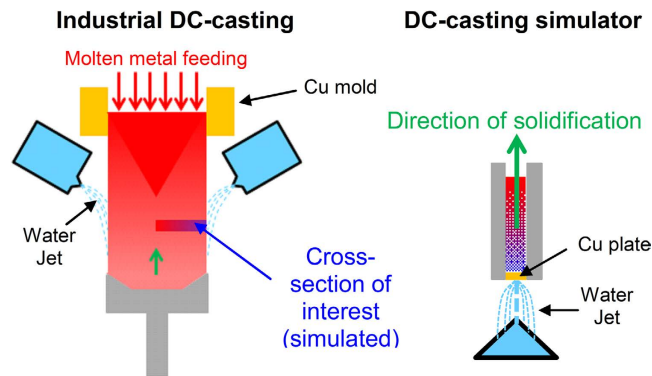 Industrial DC-casting
Molten metal feeding
Cu mold
Water
Jet
Cross-
section of
interest
(simulated)
DC-casting simulator
Direction of solidification
Cu plate
Water
Jet